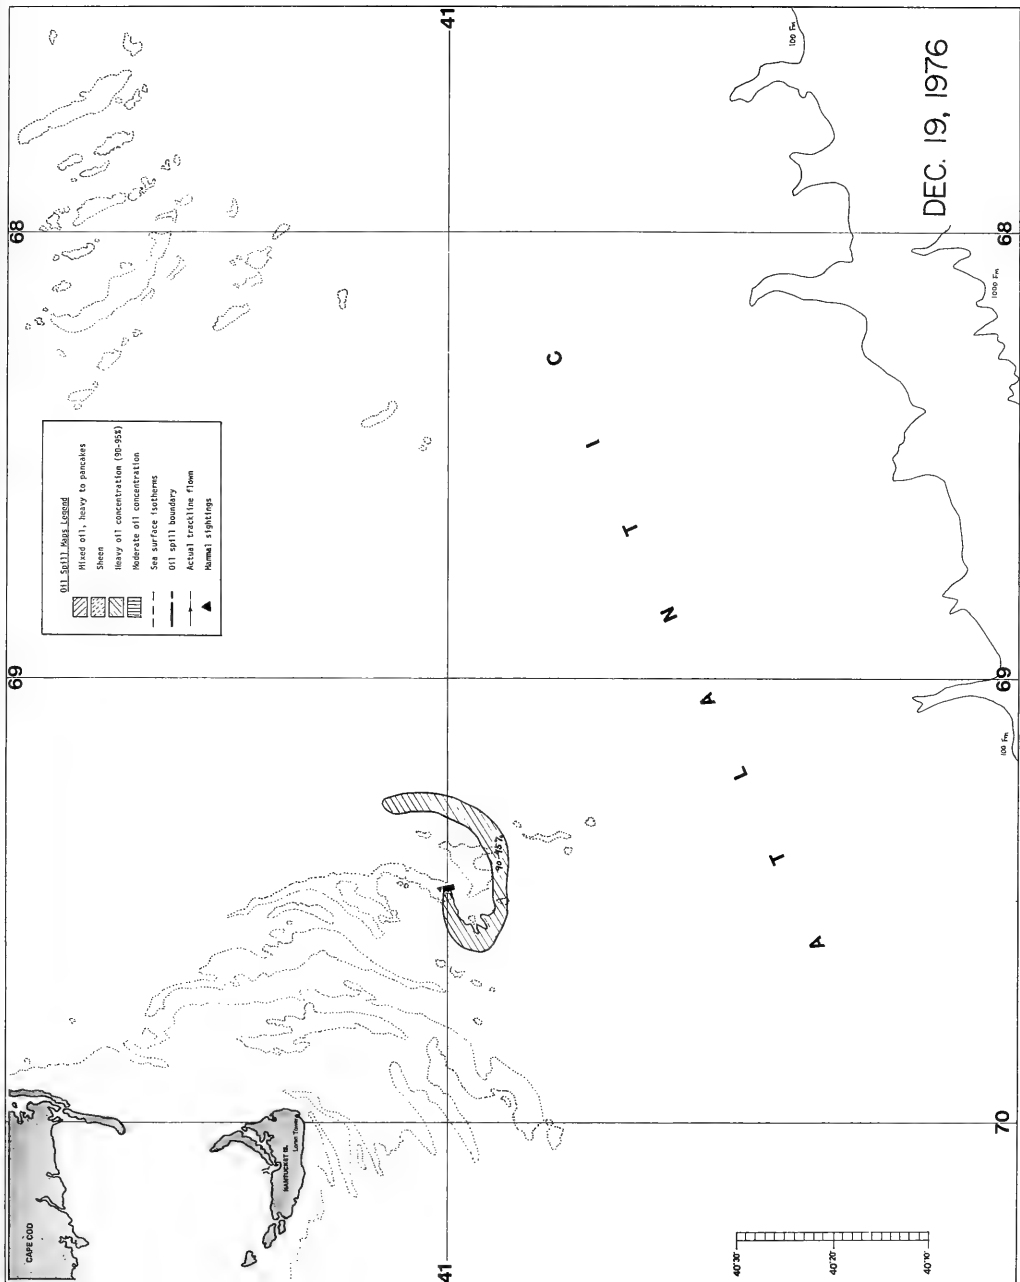 DEC. 19, 1976
Oil Spill Maps Legend
Mixed oil, heavy to pancakes
Sheen
Heavy oil concentration (90-95%)
Moderate oil concentration
Sea surface isotherms
Oil spill boundary
Actual trackline flown
Mammal sightings
CAPE COD
NANTUCKET IS.
Loran Tower
ATLANTIC
90-95%
100 Fm
100 Fm
1000 Fm
41
41
68
68
69
69
70
40°30'
40°20'
40°10'